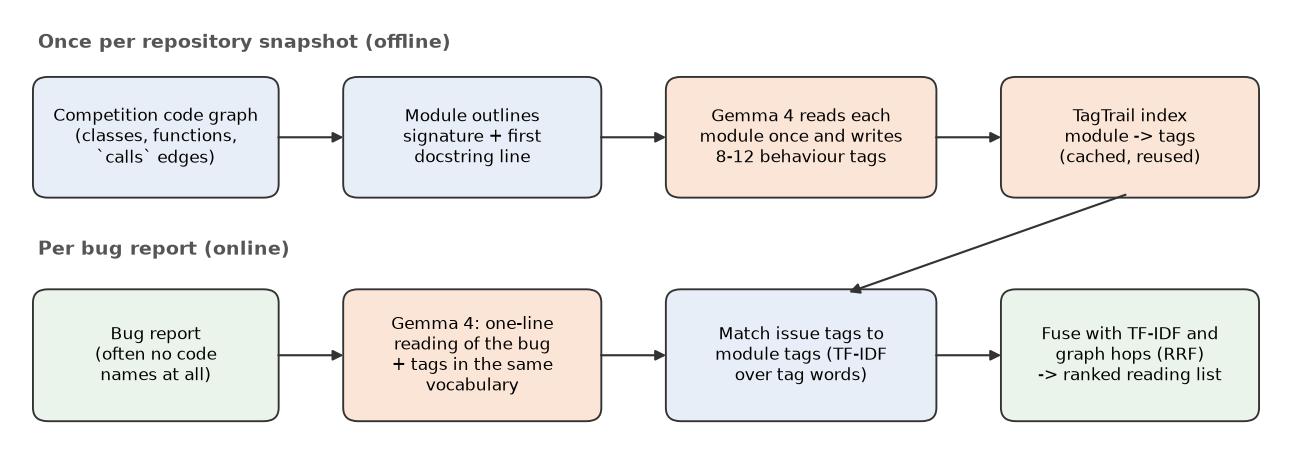 Once per repository snapshot (offline)
Competition code graph
(classes, functions,
`calls` edges)
Module outlines
signature + first
docstring line
Gemma 4 reads each
module once and writes
8-12 behaviour tags
TagTrail index
module -> tags
(cached, reused)
Per bug report (online)
Bug report
(often no code
names at all)
Gemma 4: one-line
reading of the bug
+ tags in the same
vocabulary
Match issue tags to
module tags (TF-IDF
over tag words)
Fuse with TF-IDF and
graph hops (RRF)
-> ranked reading list